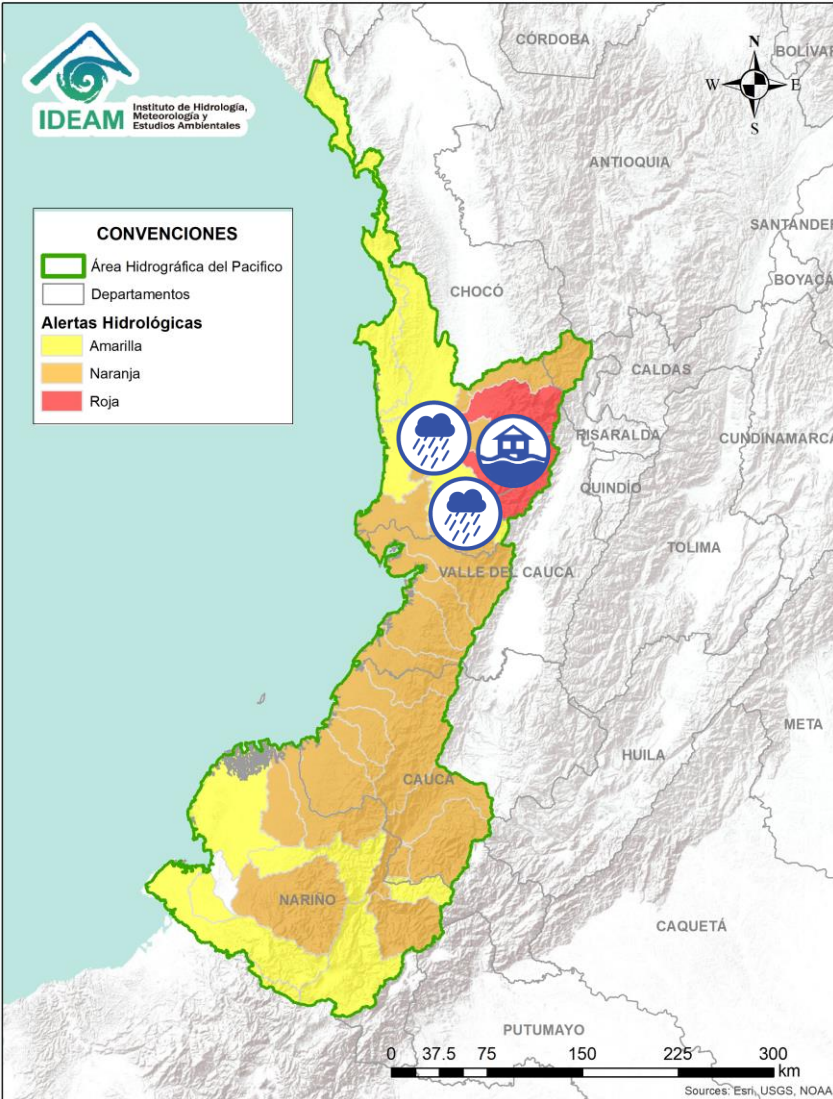 IDEAM
Instituto de Hidrología,
Meteorología y
Estudios Ambientales
CÓRDOBA
BOLÍVAR
N
W
E
S
ANTIOQUIA
SANTANDER
BOYACÁ
CHOCÓ
CONVENCIONES
Área Hidrográfica del Pacifico
Departamentos
Alertas Hidrológicas
Amarilla
Naranja
Roja
CALDAS
RISARALDA
CUNDINAMARCA
QUINDÍO
TOLIMA
VALLE DEL CAUCA
META
HUILA
CAUCA
NARIÑO
CAQUETÁ
PUTUMAYO
0 37.5 75 150 225 300
km
Sources: Esri, USGS, NOAA